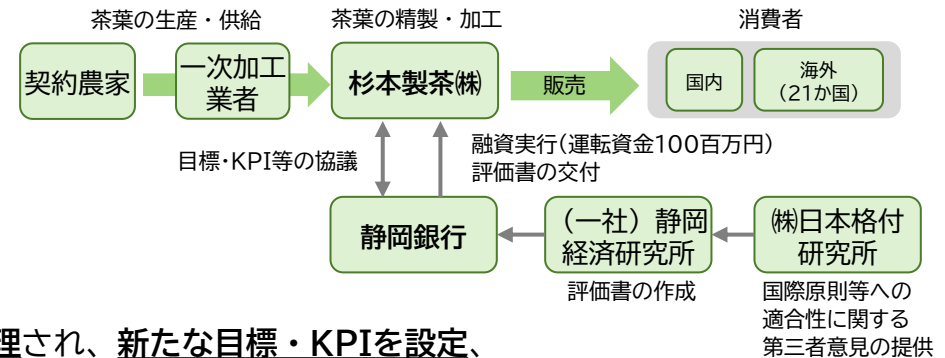 茶葉の生産・供給
茶葉の精製・加工
消費者
契約農家
一次加工
業者
杉本製茶㈱
販売
国内
海外
(21か国)
目標・KPI等の協議
融資実行(運転資金100百万円)
評価書の交付
静岡銀行
(一社)静岡
経済研究所
㈱日本格付
研究所
評価書の作成
国際原則等への
適合性に関する
第三者意見の提供
理され、新たな目標・KPIを設定、